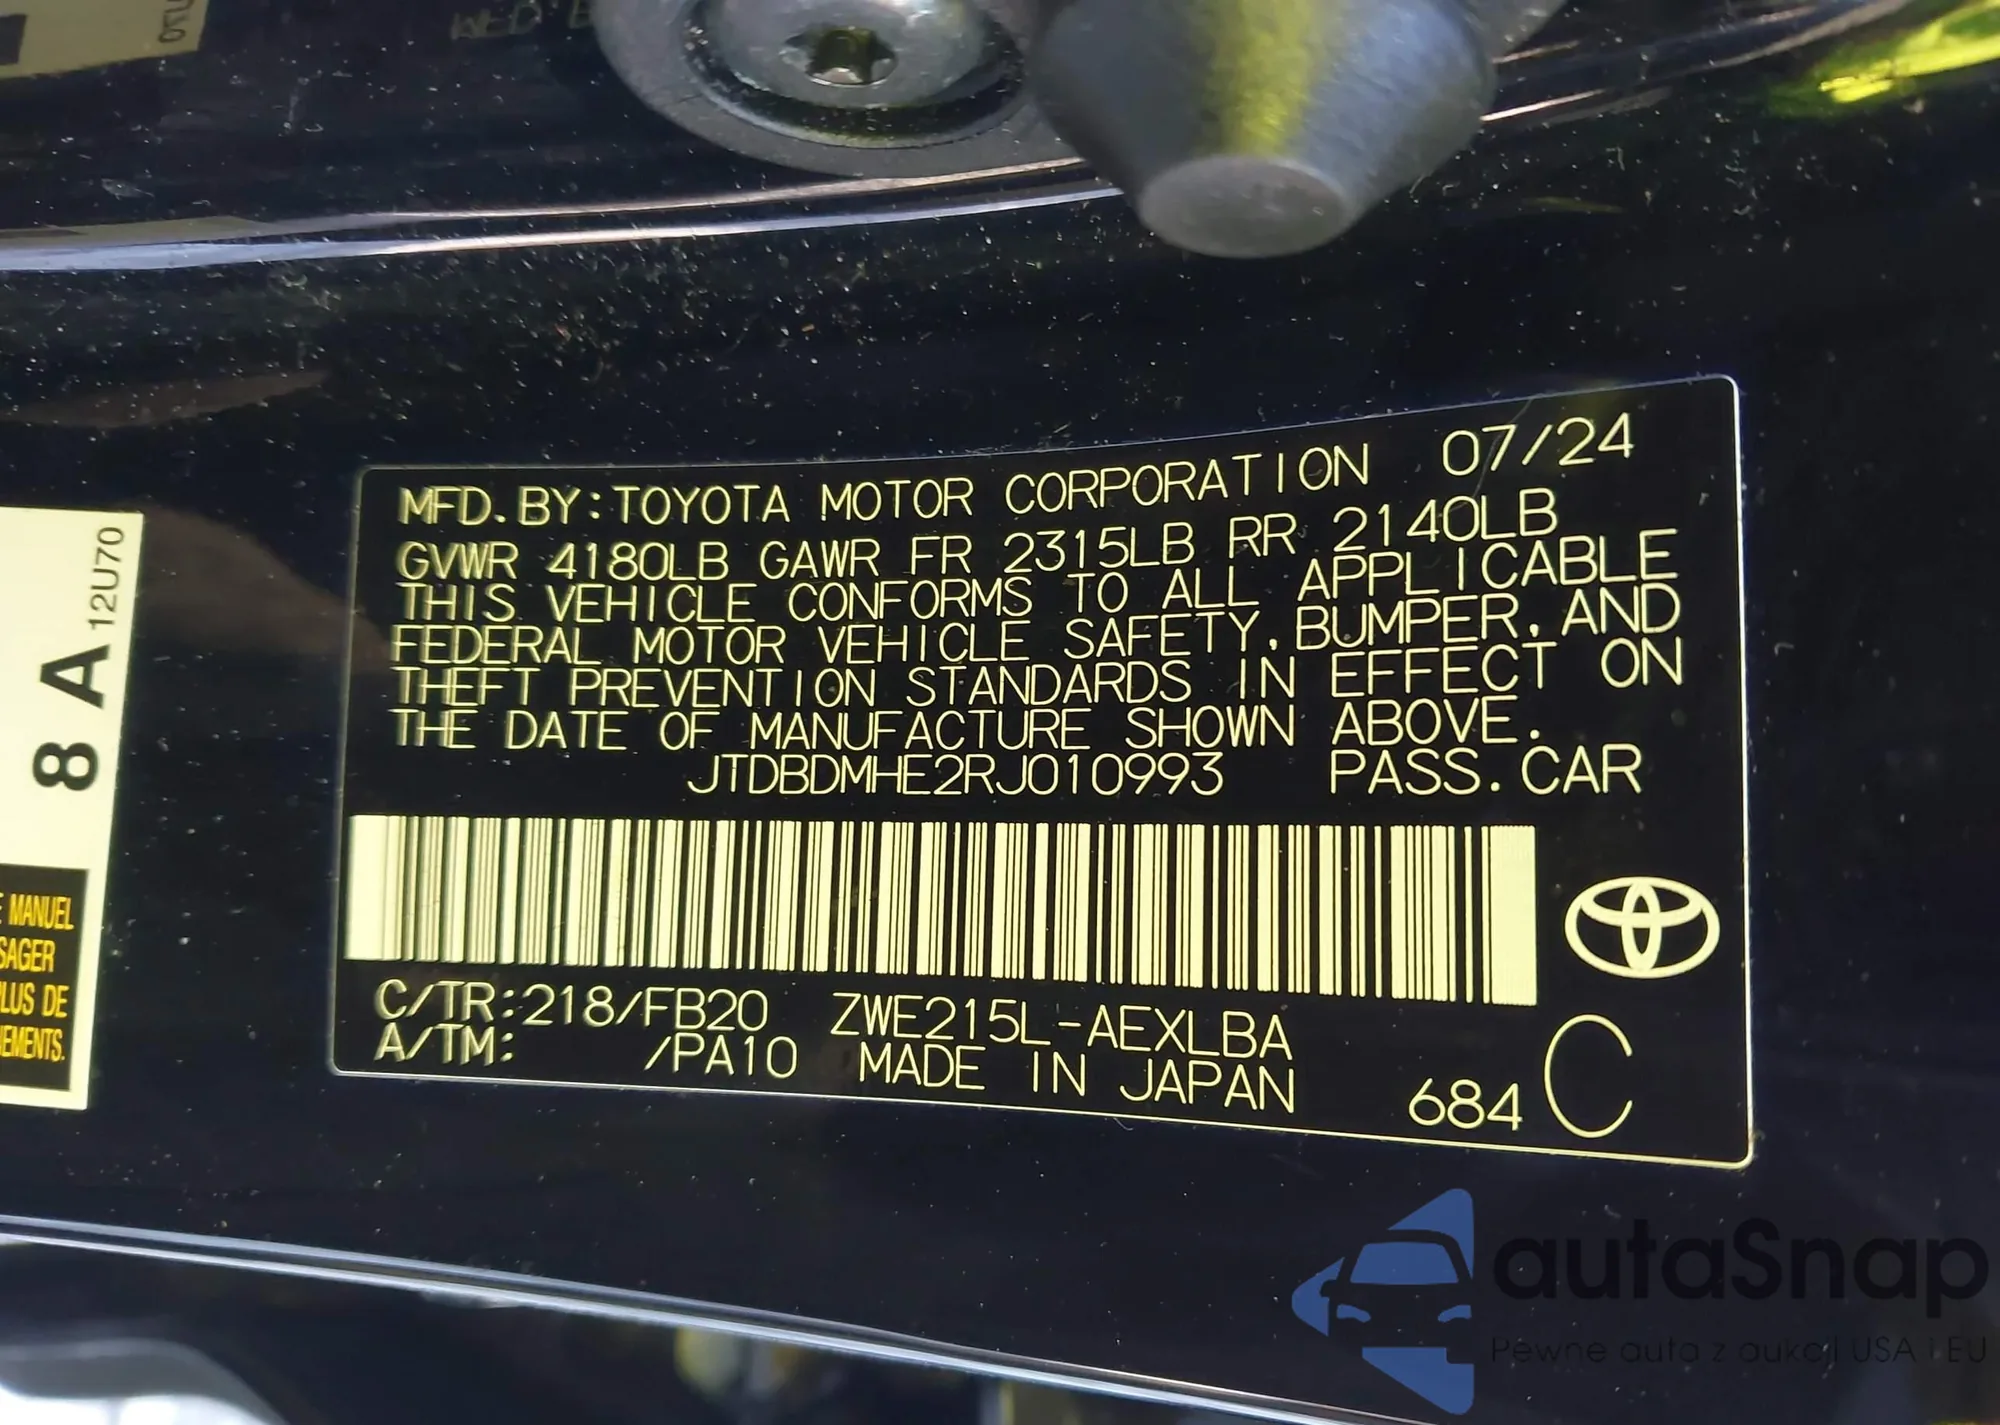 MFD.BY:TOYOTA MOTOR CORPORATION 07/24
GVWR 4180LB GAWR FR 2315LB RR 2140LB
THIS VEHICLE CONFORMS TO ALL APPLICABLE
FEDERAL MOTOR VEHICLE SAFETY, BUMPER, AND
THEFT PREVENTION STANDARDS IN EFFECT ON
THE DATE OF MANUFACTURE SHOWN ABOVE.
JTDBDMHE2RJ010993 PASS.CAR
C/TR:218/FB20 ZWE215L-AEXLBA
A/TM: /PA10 MADE IN JAPAN
684 C
8 A 12U70
MANUEL
SAGER
PLUS DE
autaSnap
Pewne auta z aukcji USA i EU